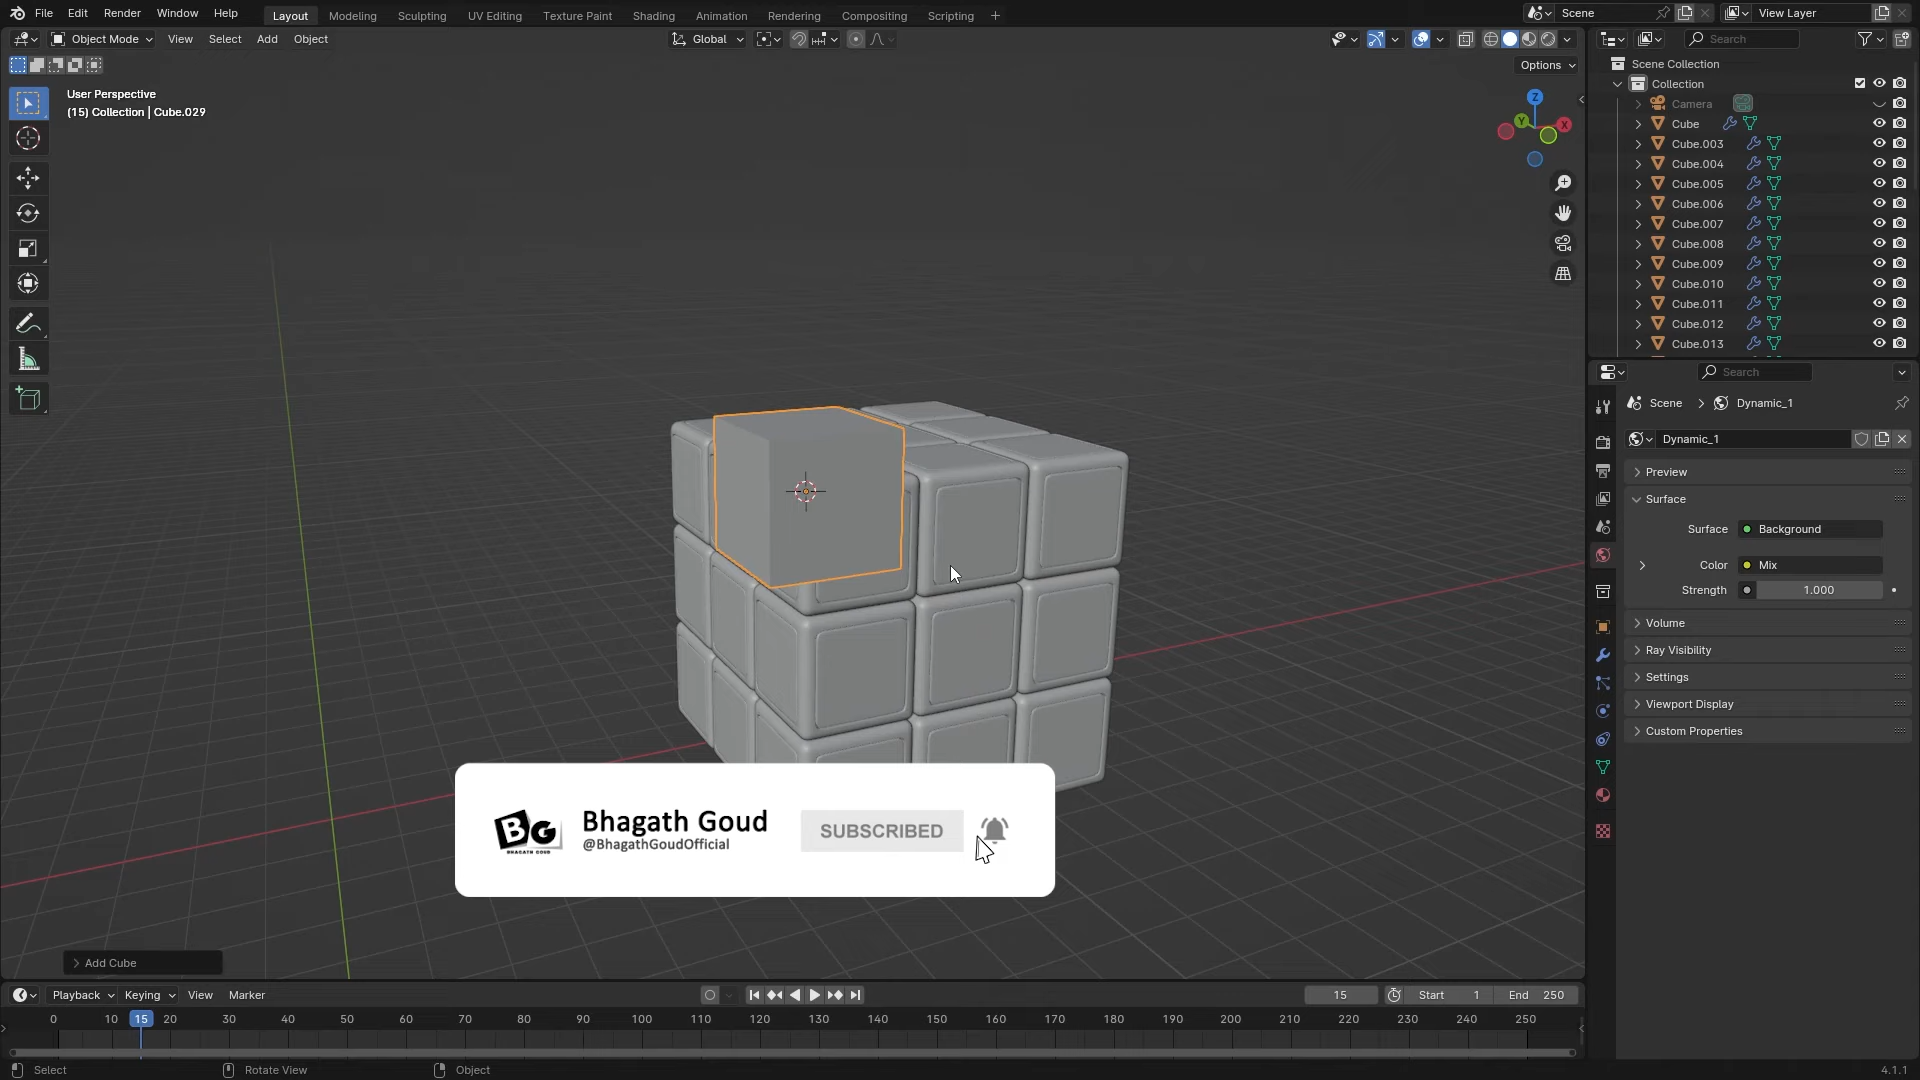 File Edit Render Window Help Layout Modeling Sculpting UV Editing Texture Paint Shading Animation Rendering Compositing Scripting Scene View Layer
Object Mode View Select Add Object Global Search
Options
User Perspective
(15) Collection | Cube.029
Z
Y
X
Scene Collection
Collection
Camera
Cube
Cube.003
Cube.004
Cube.005
Cube.006
Cube.007
Cube.008
Cube.009
Cube.010
Cube.011
Cube.012
Cube.013
Search
Scene Dynamic_1
Dynamic_1
Preview
Surface
Surface Background
Color Mix
Strength 1.000
Volume
Ray Visibility
Settings
Viewport Display
Custom Properties
BG
BHAGATH GOUD
Bhagath Goud
@BhagathGoudOfficial
SUBSCRIBED
Add Cube
Playback Keying View Marker 15 Start 1 End 250
0 10 15 20 30 40 50 60 70 80 90 100 110 120 130 140 150 160 170 180 190 200 210 220 230 240 250
Select Rotate View Object 4.1.1